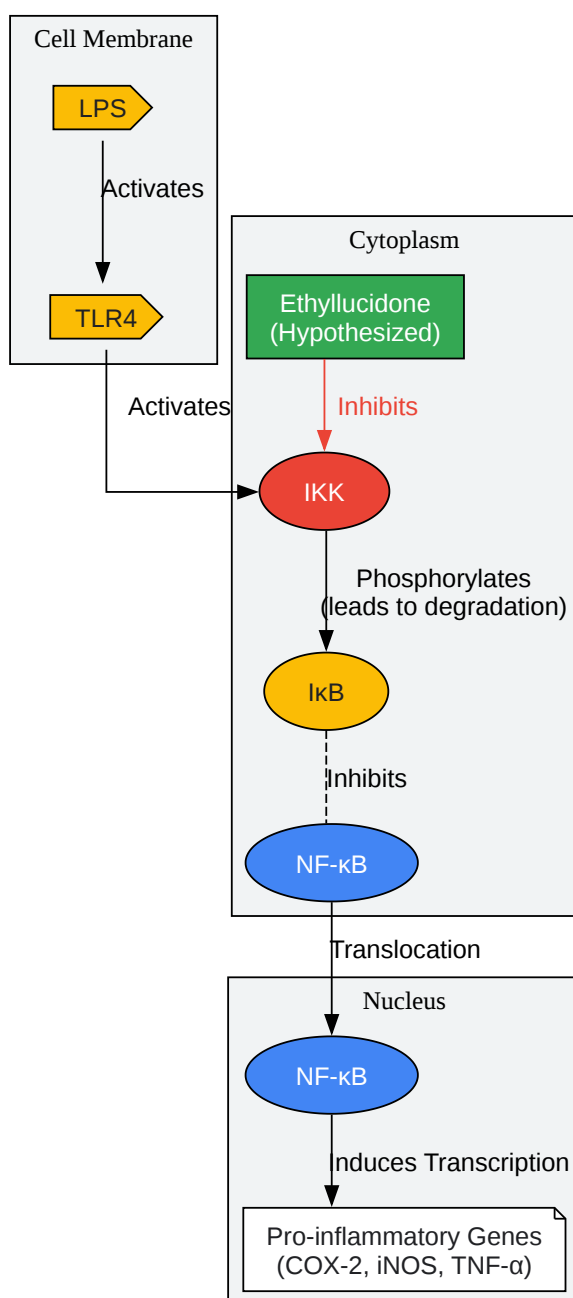 Cell Membrane
LPS
Activates
TLR4
Activates
Cytoplasm
Ethyllucidone
(Hypothesized)
Inhibits
IKK
Phosphorylates
(leads to degradation)
IκB
Inhibits
NF-κB
Translocation
Nucleus
NF-κB
Induces Transcription
Pro-inflammatory Genes
(COX-2, iNOS, TNF-α)